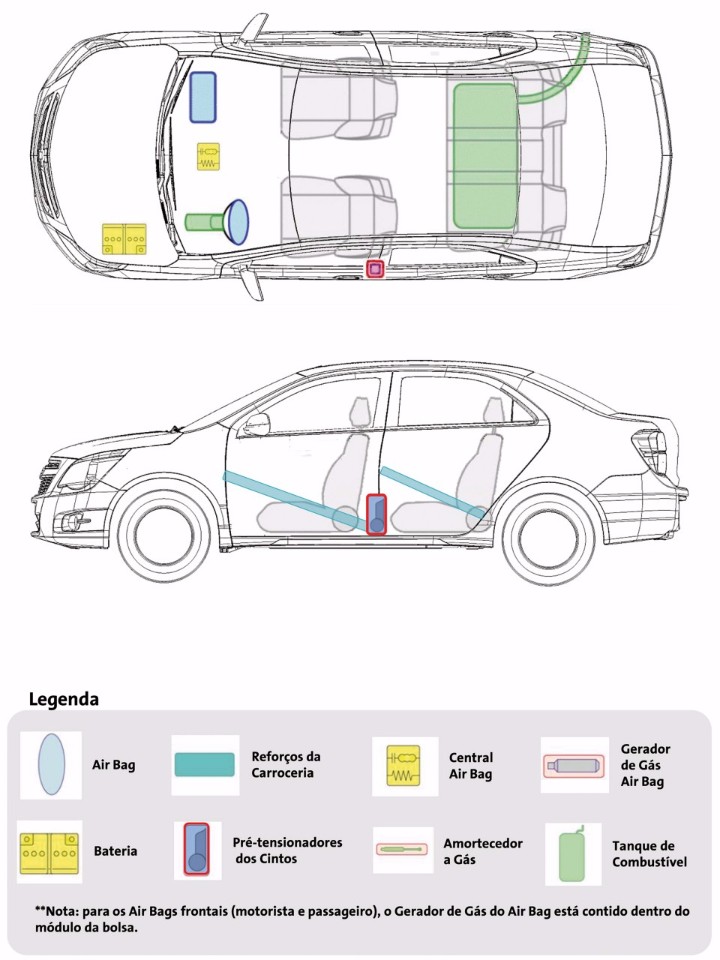 Legenda
Air Bag
Reforços da
Carroceria
Central
Air Bag
Gerador
de Gás
Air Bag
Bateria
Pré-tensionadores
dos Cintos
Amortecedor
a Gás
Tanque de
Combustível
**Nota: para os Air Bags frontais (motorista e passageiro), o Gerador de Gás do Air Bag está contido dentro do
módulo da bolsa.